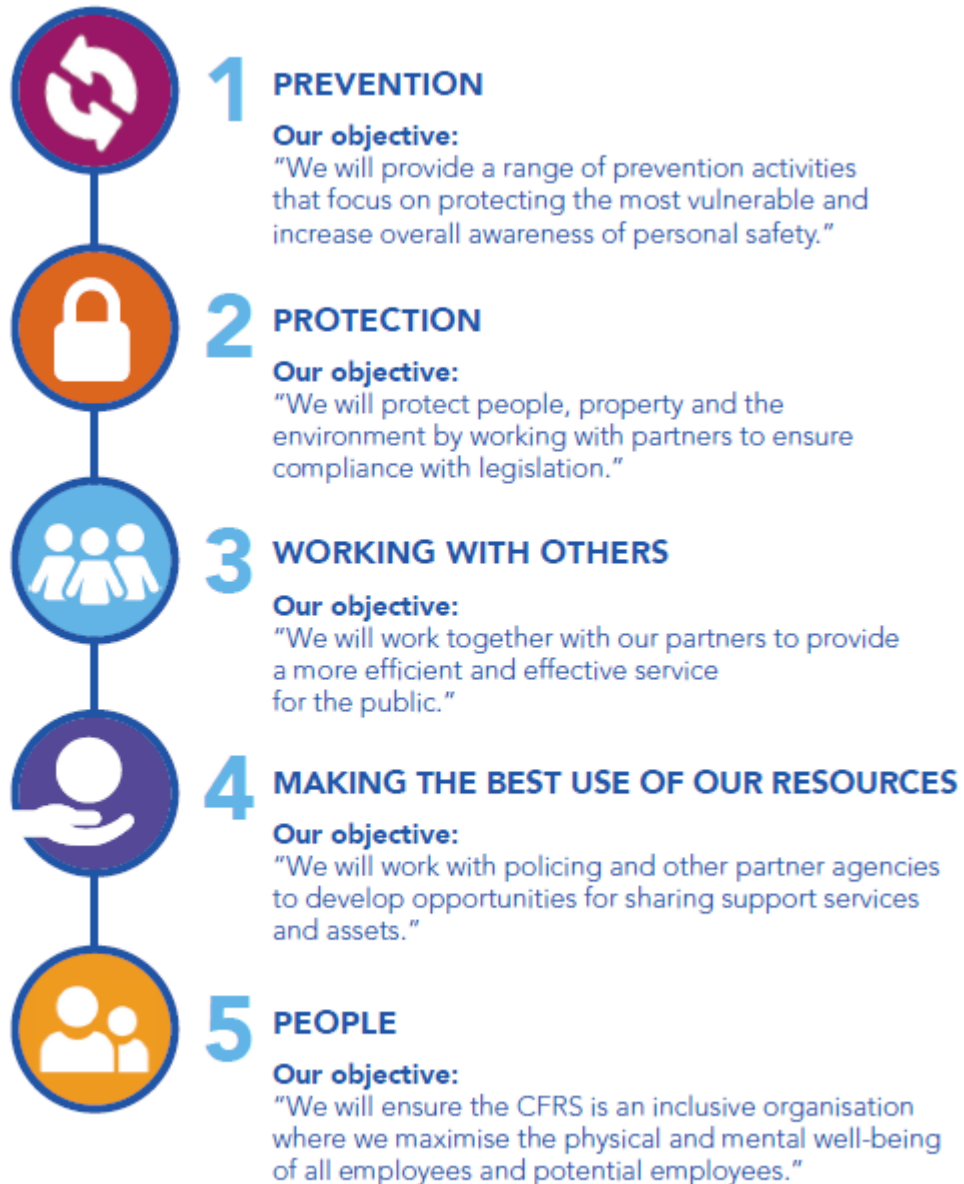 1 PREVENTION
Our objective:
“We will provide a range of prevention activities
that focus on protecting the most vulnerable and
increase overall awareness of personal safety.”
2 PROTECTION
Our objective:
“We will protect people, property and the
environment by working with partners to ensure
compliance with legislation.”
3 WORKING WITH OTHERS
Our objective:
“We will work together with our partners to provide
a more efficient and effective service
for the public.”
4 MAKING THE BEST USE OF OUR RESOURCES
Our objective:
“We will work with policing and other partner agencies
to develop opportunities for sharing support services
and assets.”
5 PEOPLE
Our objective:
“We will ensure the CFRS is an inclusive organisation
where we maximise the physical and mental well-being
of all employees and potential employees.”